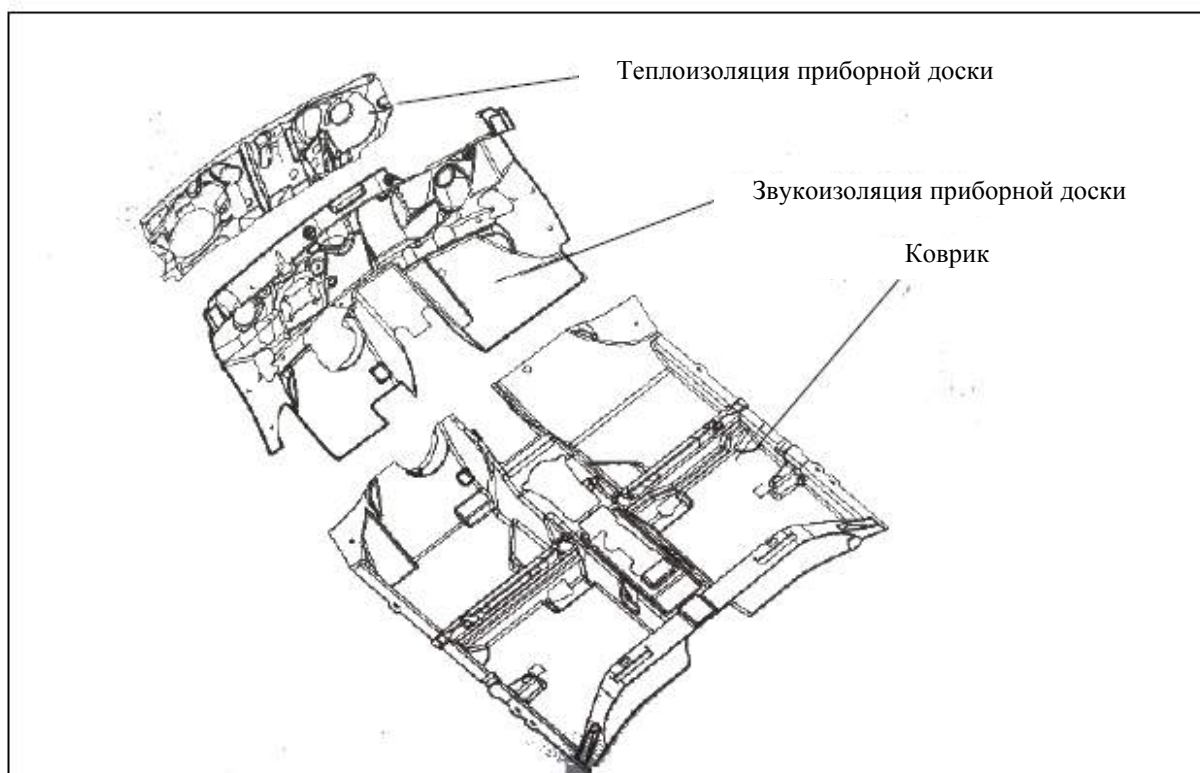 Теплоизоляция приборной доски
Звукоизоляция приборной доски
Коврик